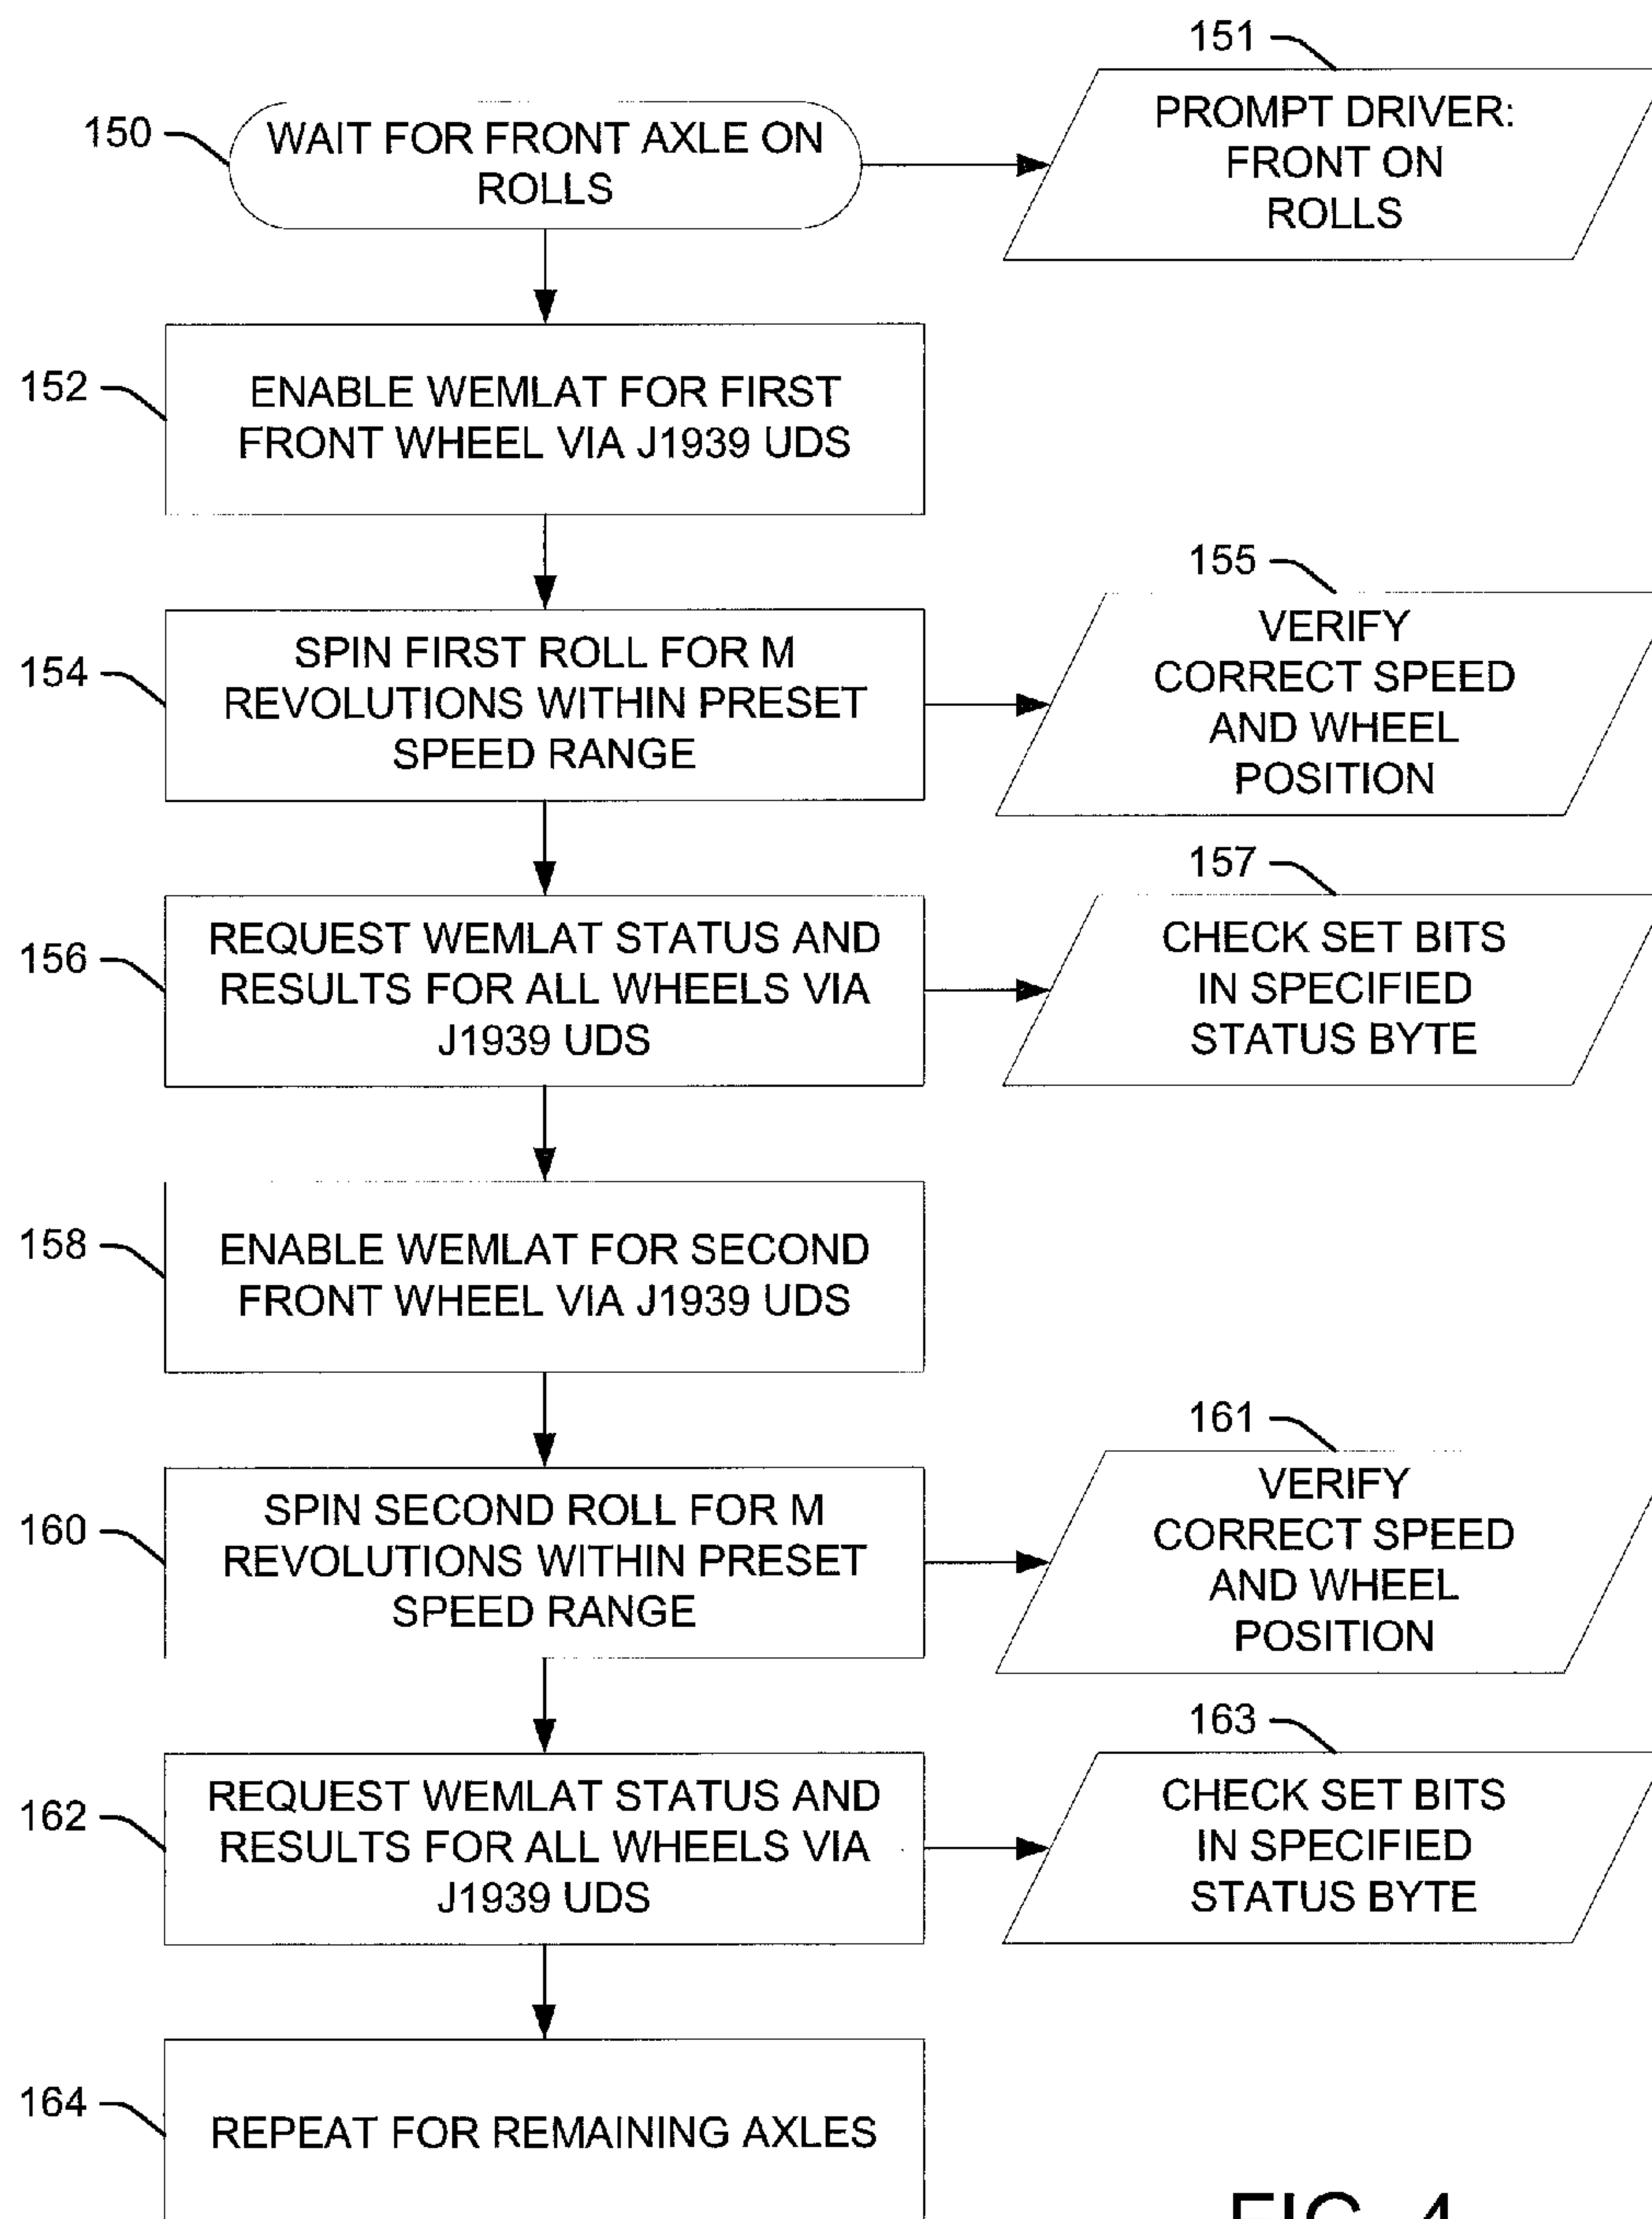 151
150
WAIT FOR FRONT AXLE ON
ROLLS
PROMPT DRIVER:
FRONT ON
ROLLS
152
ENABLE WEMLAT FOR FIRST
FRONT WHEEL VIA J1939 UDS
155
154
SPIN FIRST ROLL FOR M
REVOLUTIONS WITHIN PRESET
SPEED RANGE
VERIFY
CORRECT SPEED
AND WHEEL
POSITION
157
156
REQUEST WEMLAT STATUS AND
RESULTS FOR ALL WHEELS VIA
J1939 UDS
CHECK SET BITS
IN SPECIFIED
STATUS BYTE
158
ENABLE WEMLAT FOR SECOND
FRONT WHEEL VIA J1939 UDS
161
160
SPIN SECOND ROLL FOR M
REVOLUTIONS WITHIN PRESET
SPEED RANGE
VERIFY
CORRECT SPEED
AND WHEEL
POSITION
163
162
REQUEST WEMLAT STATUS AND
RESULTS FOR ALL WHEELS VIA
J1939 UDS
CHECK SET BITS
IN SPECIFIED
STATUS BYTE
164
REPEAT FOR REMAINING AXLES
FIG. 4